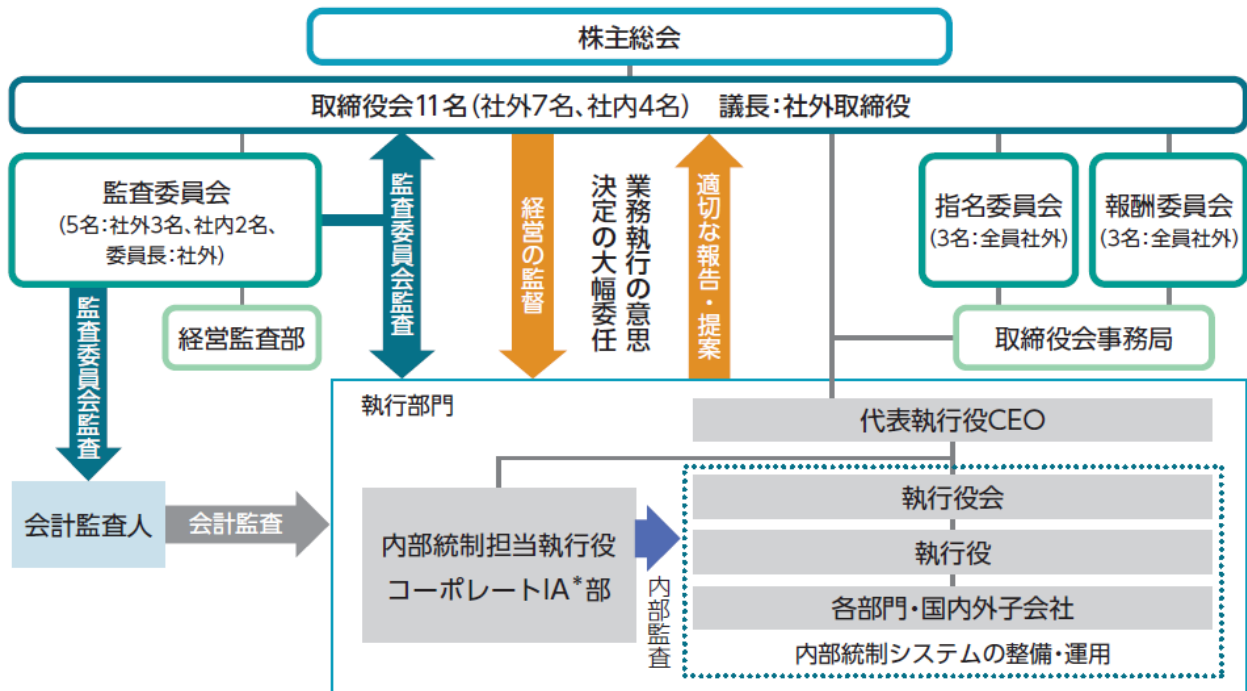 株主総会
取締役会11名(社外7名、社内4名)　議長：社外取締役
監査委員会
(5名：社外3名、社内2名、
委員長：社外)
監査委員会監査
経営の監督
業務執行の意思
決定の大幅委任
適切な報告・提案
指名委員会
(3名：全員社外)
報酬委員会
(3名：全員社外)
監査委員会監査
経営監査部
取締役会事務局
執行部門
代表執行役CEO
会計監査人
会計監査
内部統制担当執行役
コーポレートIA*部
内部監査
執行役会
執行役
各部門・国内外子会社
内部統制システムの整備・運用